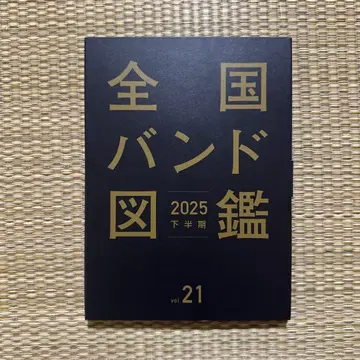 全国
バンド
図鑑
2025
下半期
vol.21